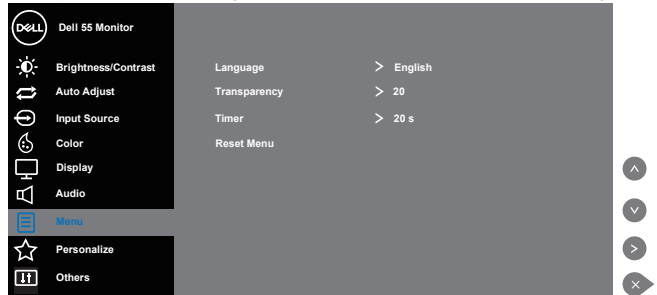 DELL Dell 55 Monitor
Brightness/Contrast Language > English
Auto Adjust Transparency > 20
Input Source Timer > 20 s
Color Reset Menu
Display
Audio
Menu
Personalize
Others